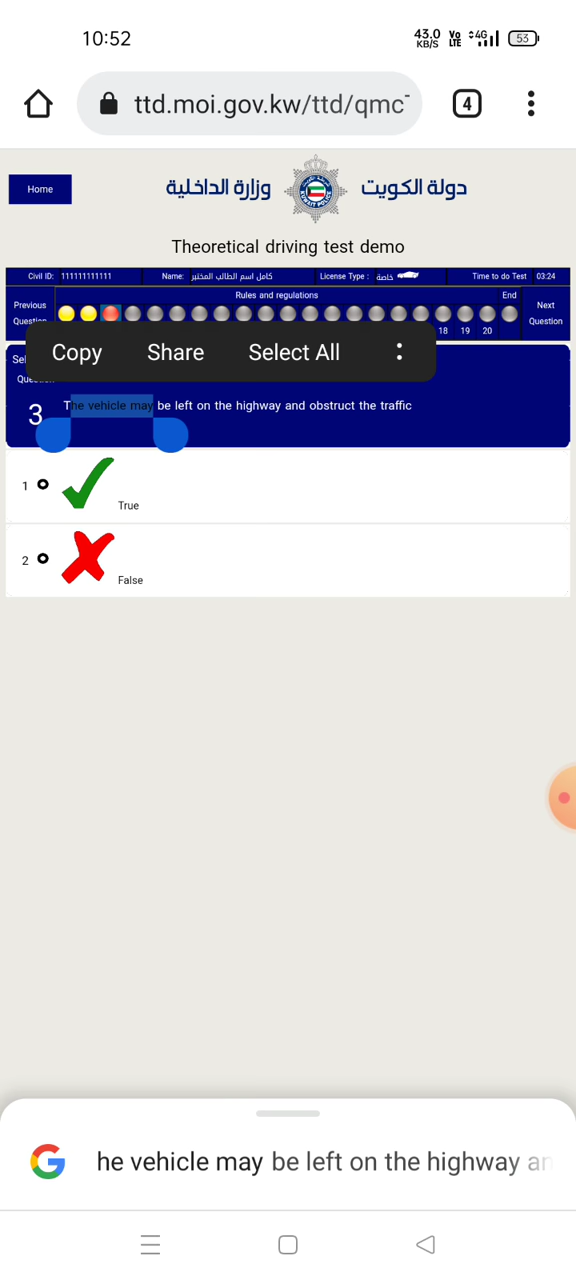 10:52
43.0 KB/S Vo LTE 4G 53
ttd.moi.gov.kw/ttd/qmc
4
Home
وزارة الداخلية
دولة الكويت
Theoretical driving test demo
Civil ID: 111111111111 Name: كامل اسم الطالب المختبر License Type : خاصة Time to do Test 03:24
Rules and regulations
End
Previous
Question
Next
Question
18 19 20
Copy Share Select All
3 The vehicle may be left on the highway and obstruct the traffic
1 True
2 False
he vehicle may be left on the highway an